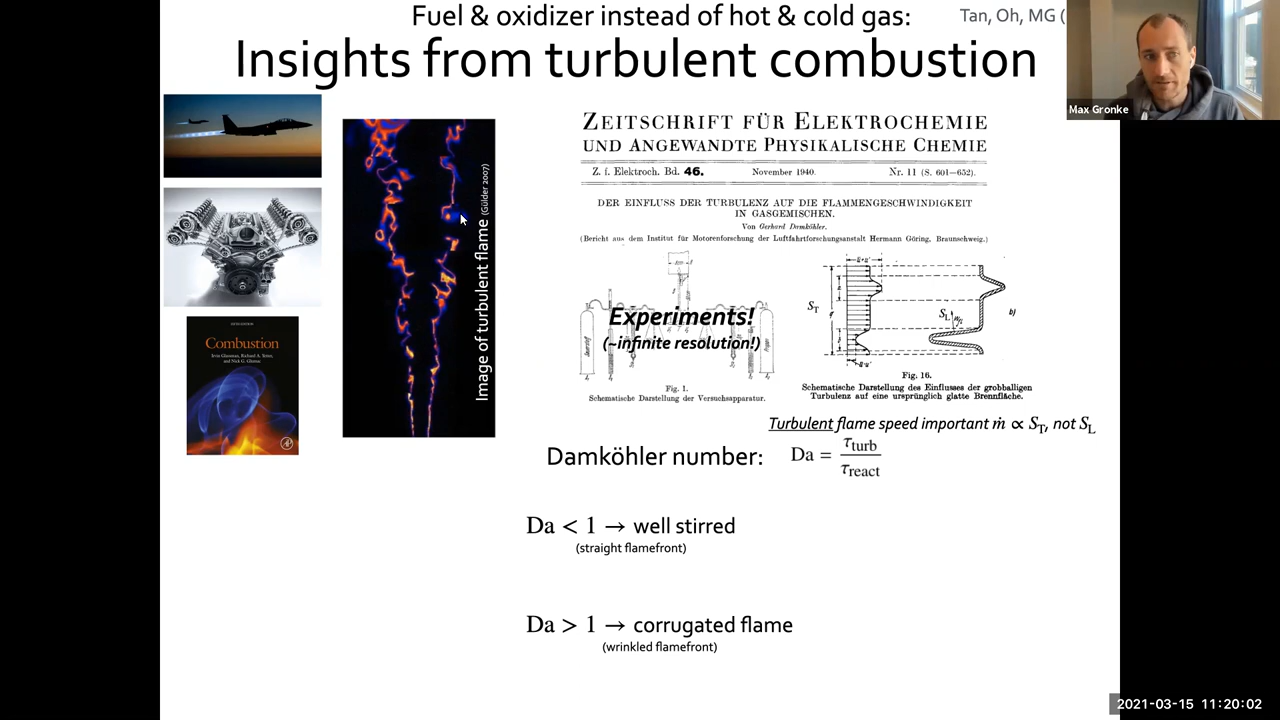 Fuel & oxidizer instead of hot & cold gas:
Tan, Oh, MG (
Insights from turbulent combustion
Max Gronke
ZEITSCHRIFT FÜR ELEKTROCHEMIE
UND ANGEWANDTE PHYSIKALISCHE CHEMIE
Z. f. Elektroch. Bd. 46.
November 1940.
Nr. 11 (S. 601—652).
DER EINFLUSS DER TURBULENZ AUF DIE FLAMMENGESCHWINDIGKEIT
IN GASGEMISCHEN.
Von Gerhard Damköhler.
(Bericht aus dem Institut für Motorenforschung der Luftfahrtforschungsanstalt Hermann Göring, Braunschweig.)
Image of turbulent flame (Gülder 2007)
Experiments!
(~infinite resolution!)
Fig. 1.
Schematische Darstellung der Versuchsapparatur.
S_T
S_L
b)
Fig. 16.
Schematische Darstellung des Einflusses der grobballigen
Turbulenz auf eine ursprünglich glatte Brennfläche.
Combustion
Turbulent flame speed important ṁ ∝ S_T, not S_L
Damköhler number: Da = τ_turb / τ_react
Da < 1 → well stirred
(straight flamefront)
Da > 1 → corrugated flame
(wrinkled flamefront)
2021-03-15 11:20:02